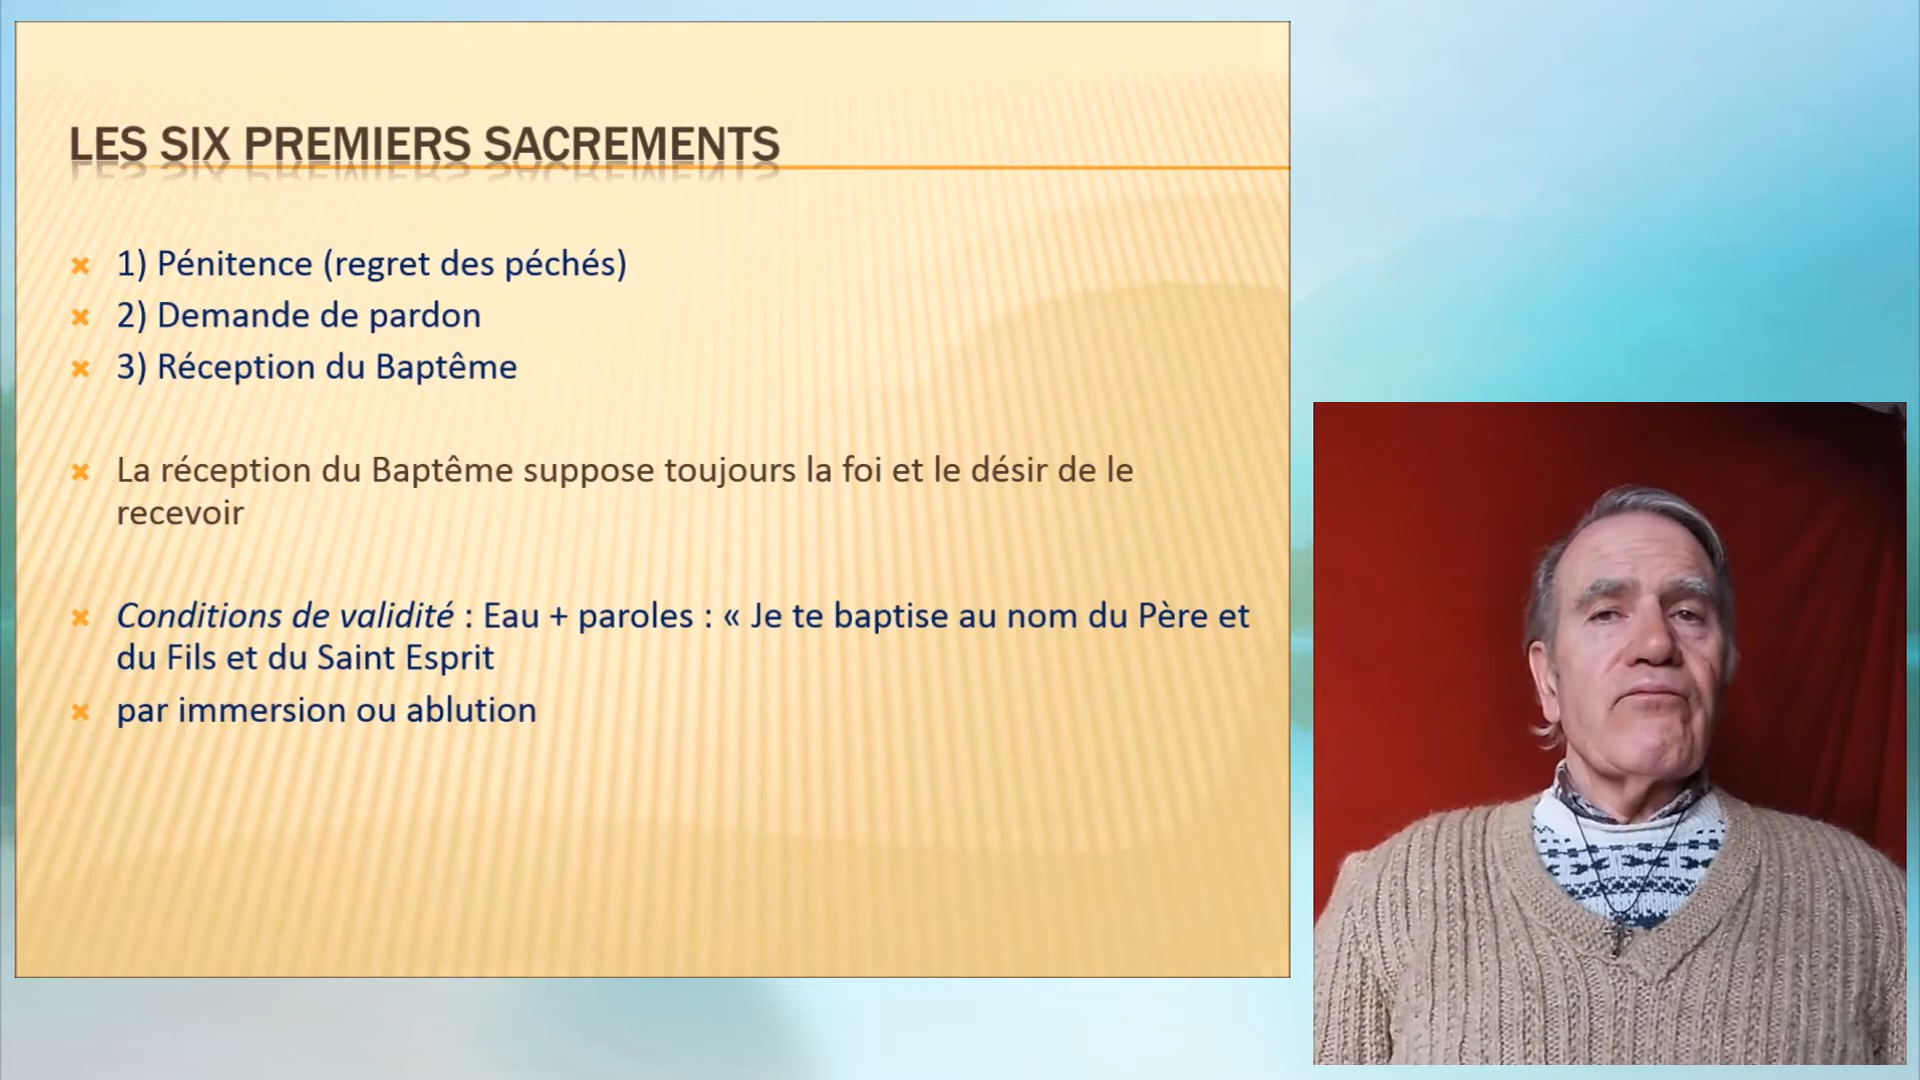 LES SIX PREMIERS SACREMENTS
1) Pénitence (regret des péchés)
2) Demande de pardon
3) Réception du Baptême
La réception du Baptême suppose toujours la foi et le désir de le
recevoir
Conditions de validité : Eau + paroles : « Je te baptise au nom du Père et
du Fils et du Saint Esprit
par immersion ou ablution